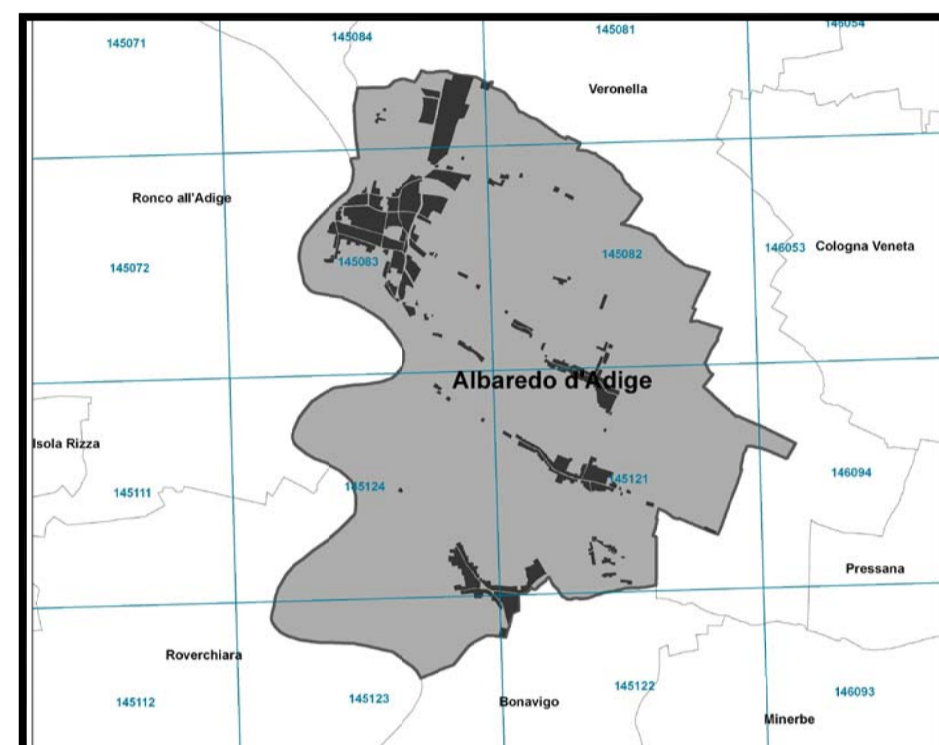 146054
145071
145084
145081
Veronella
Ronco all'Adige
145072
145083
145082
146053
Cologna Veneta
Albaredo d'Adige
Isola Rizza
145111
145124
145121
146094
Pressana
Roverchiara
145112
145123
Bonavigo
145122
146093
Minerbe